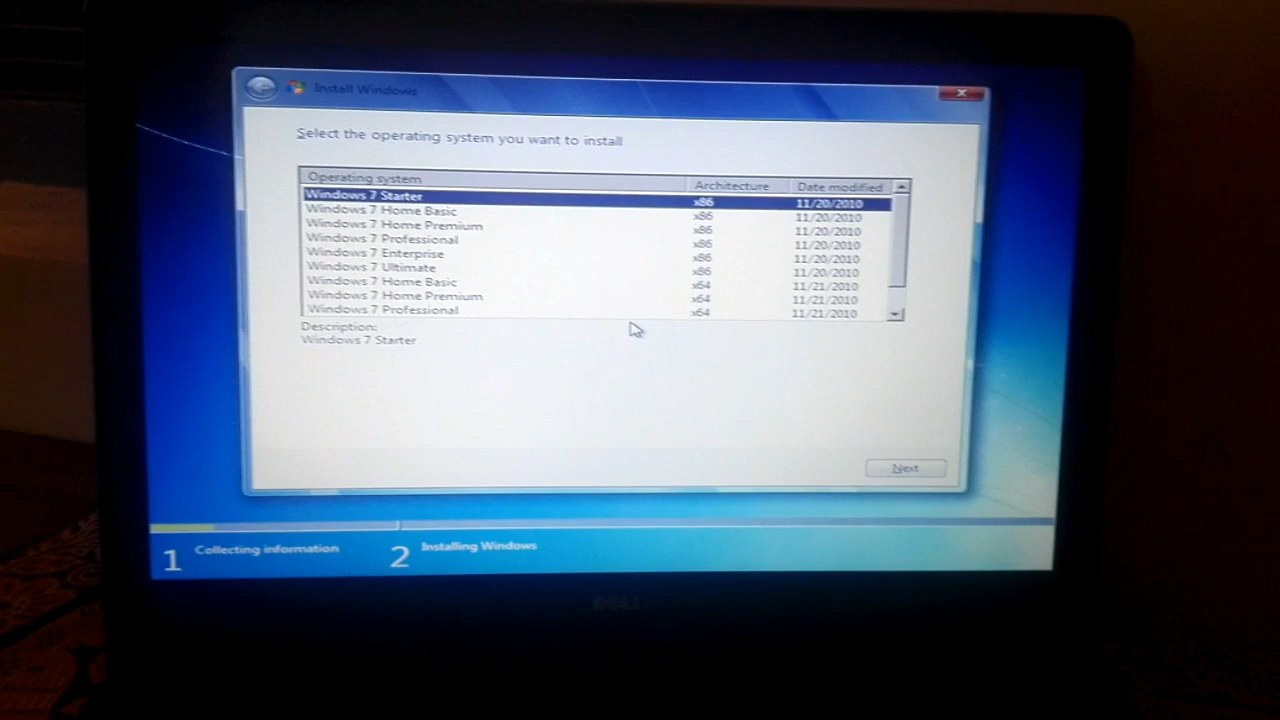 Install Windows
Select the operating system you want to install
Operating system Architecture Date modified
Windows 7 Starter x86 11/20/2010
Windows 7 Home Basic x86 11/20/2010
Windows 7 Home Premium x86 11/20/2010
Windows 7 Professional x86 11/20/2010
Windows 7 Enterprise x86 11/20/2010
Windows 7 Ultimate x86 11/20/2010
Windows 7 Home Basic x64 11/21/2010
Windows 7 Home Premium x64 11/21/2010
Windows 7 Professional x64 11/21/2010
Description:
Windows 7 Starter
Next
1 Collecting information 2 Installing Windows
DELL